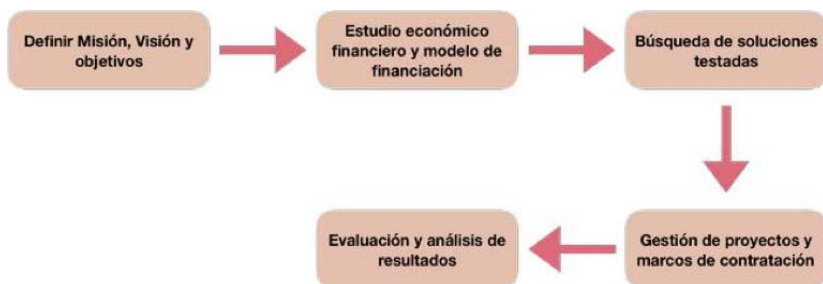 Definir Misión, Visión y
objetivos
Estudio económico
financiero y modelo de
financiación
Búsqueda de soluciones
testadas
Gestión de proyectos y
marcos de contratación
Evaluación y análisis de
resultados